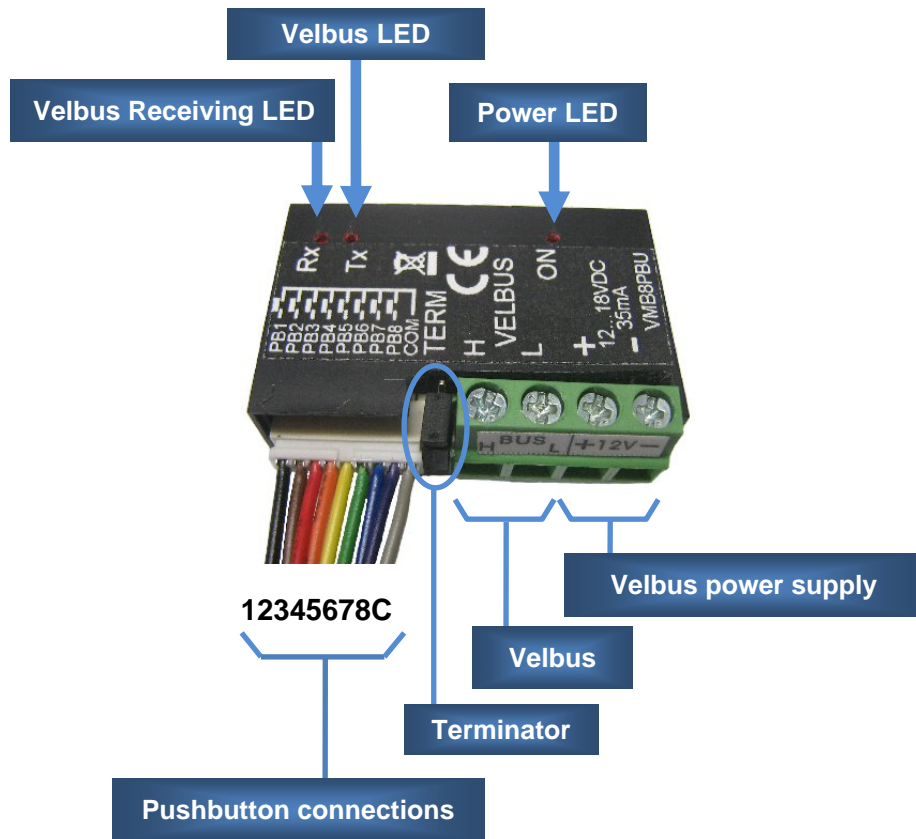 Velbus LED
Velbus Receiving LED
Power LED
Rx
Tx
ON
PB1
PB2
PB3
PB4
PB5
PB6
PB7
PB8
COM
TERM
H
VELBUS
L
CE
+
12...18VDC
35mA
-
VMB8PBU
H BUS L +12V-
12345678C
Velbus power supply
Velbus
Terminator
Pushbutton connections